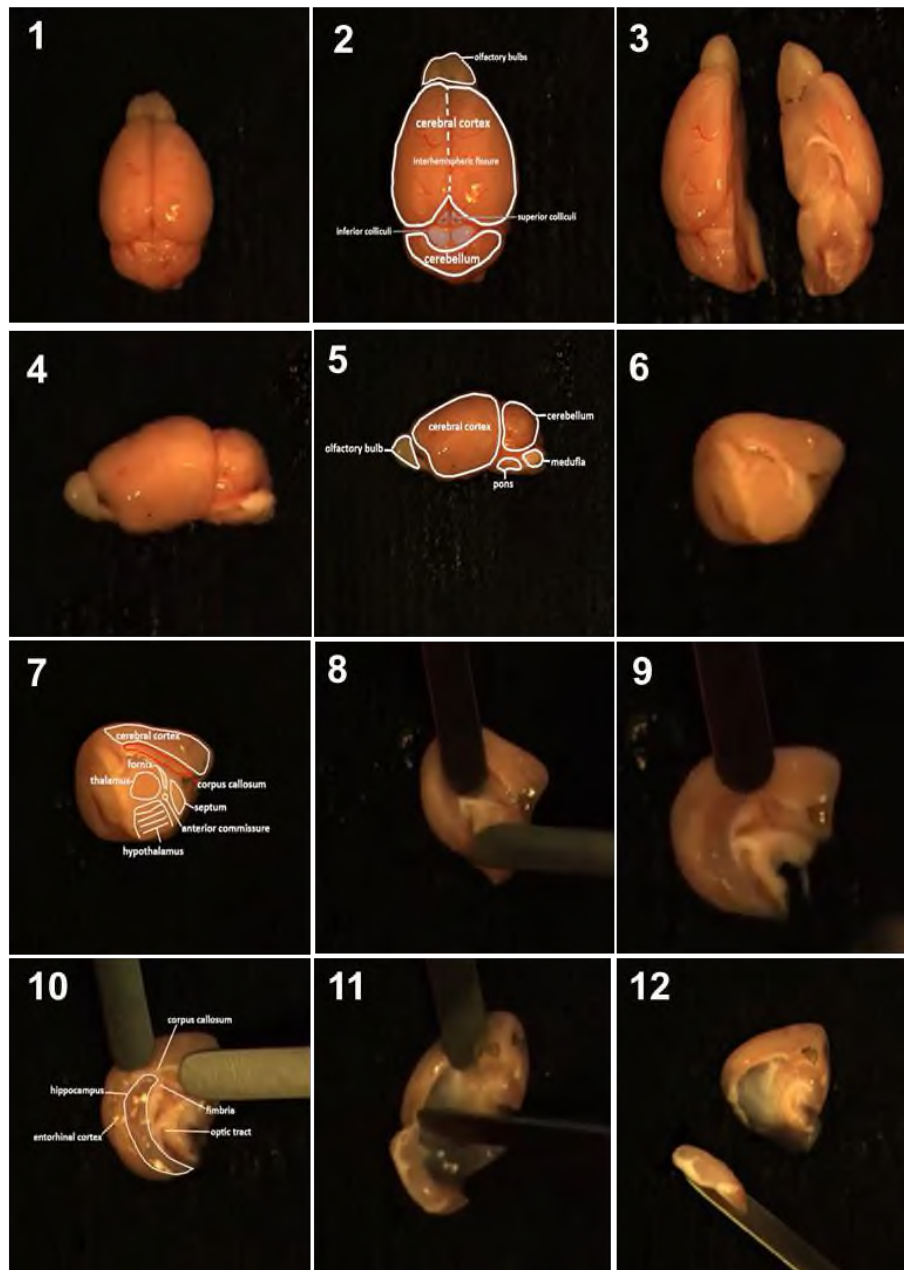 1
2
olfactory bulbs
cerebral cortex
interhemispheric fissure
superior colliculi
inferior colliculi
cerebellum
3
4
5
cerebellum
cerebral cortex
olfactory bulb
medufla
pons
6
7
cerebral cortex
fornix
thalamus
corpus callosum
septum
anterior commissure
hypothalamus
8
9
10
corpus callosum
hippocampus
fimbria
entorhinal cortex
optic tract
11
12